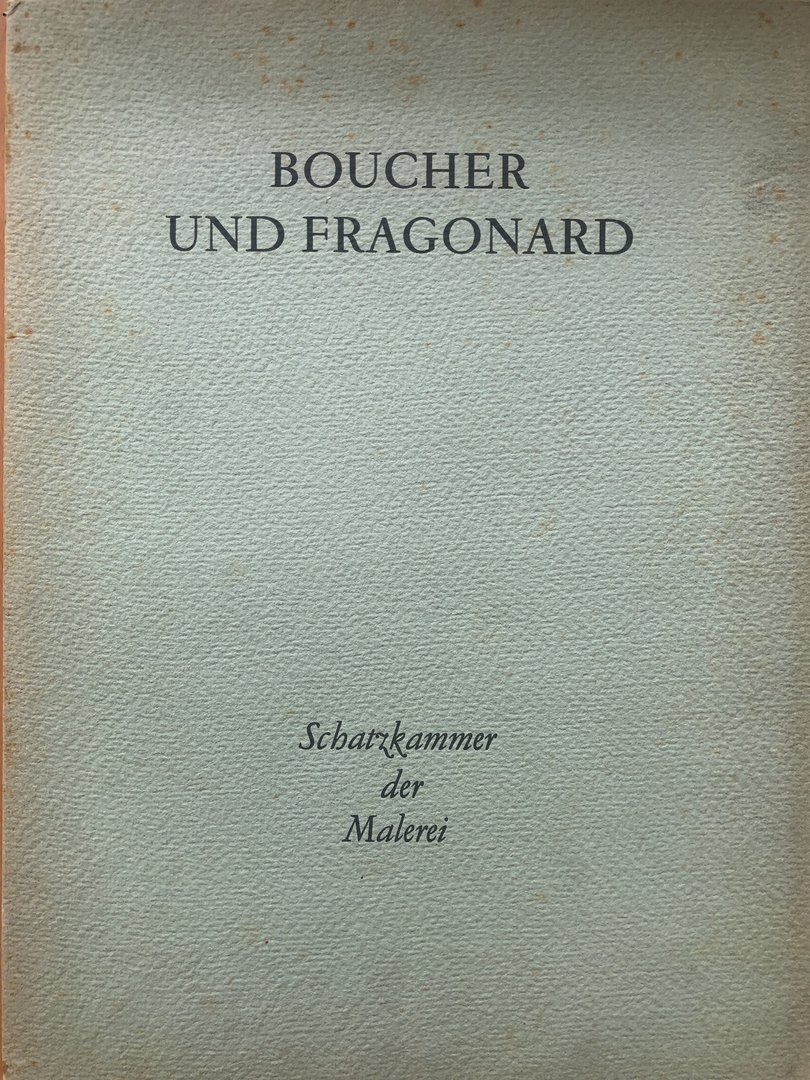 BOUCHER
UND FRAGONARD
Schatzkammer
der
Malerei